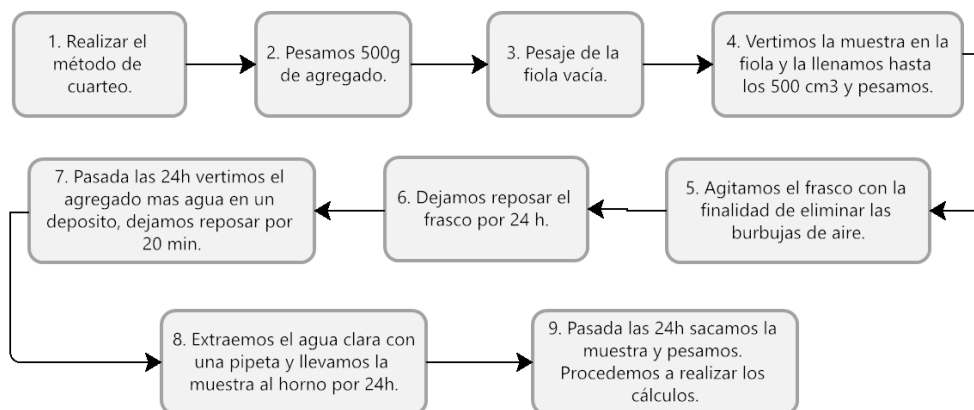 1. Realizar el
método de
cuarteo.
2. Pesamos 500g
de agregado.
3. Pesaje de la
fiola vacía.
4. Vertimos la muestra en la
fiola y la llenamos hasta
los 500 cm3 y pesamos.
5. Agitamos el frasco con la
finalidad de eliminar las
burbujas de aire.
6. Dejamos reposar el
frasco por 24 h.
7. Pasada las 24h vertimos el
agregado mas agua en un
deposito, dejamos reposar por
20 min.
8. Extraemos el agua clara con
una pipeta y llevamos la
muestra al horno por 24h.
9. Pasada las 24h sacamos la
muestra y pesamos.
Procedemos a realizar los
cálculos.